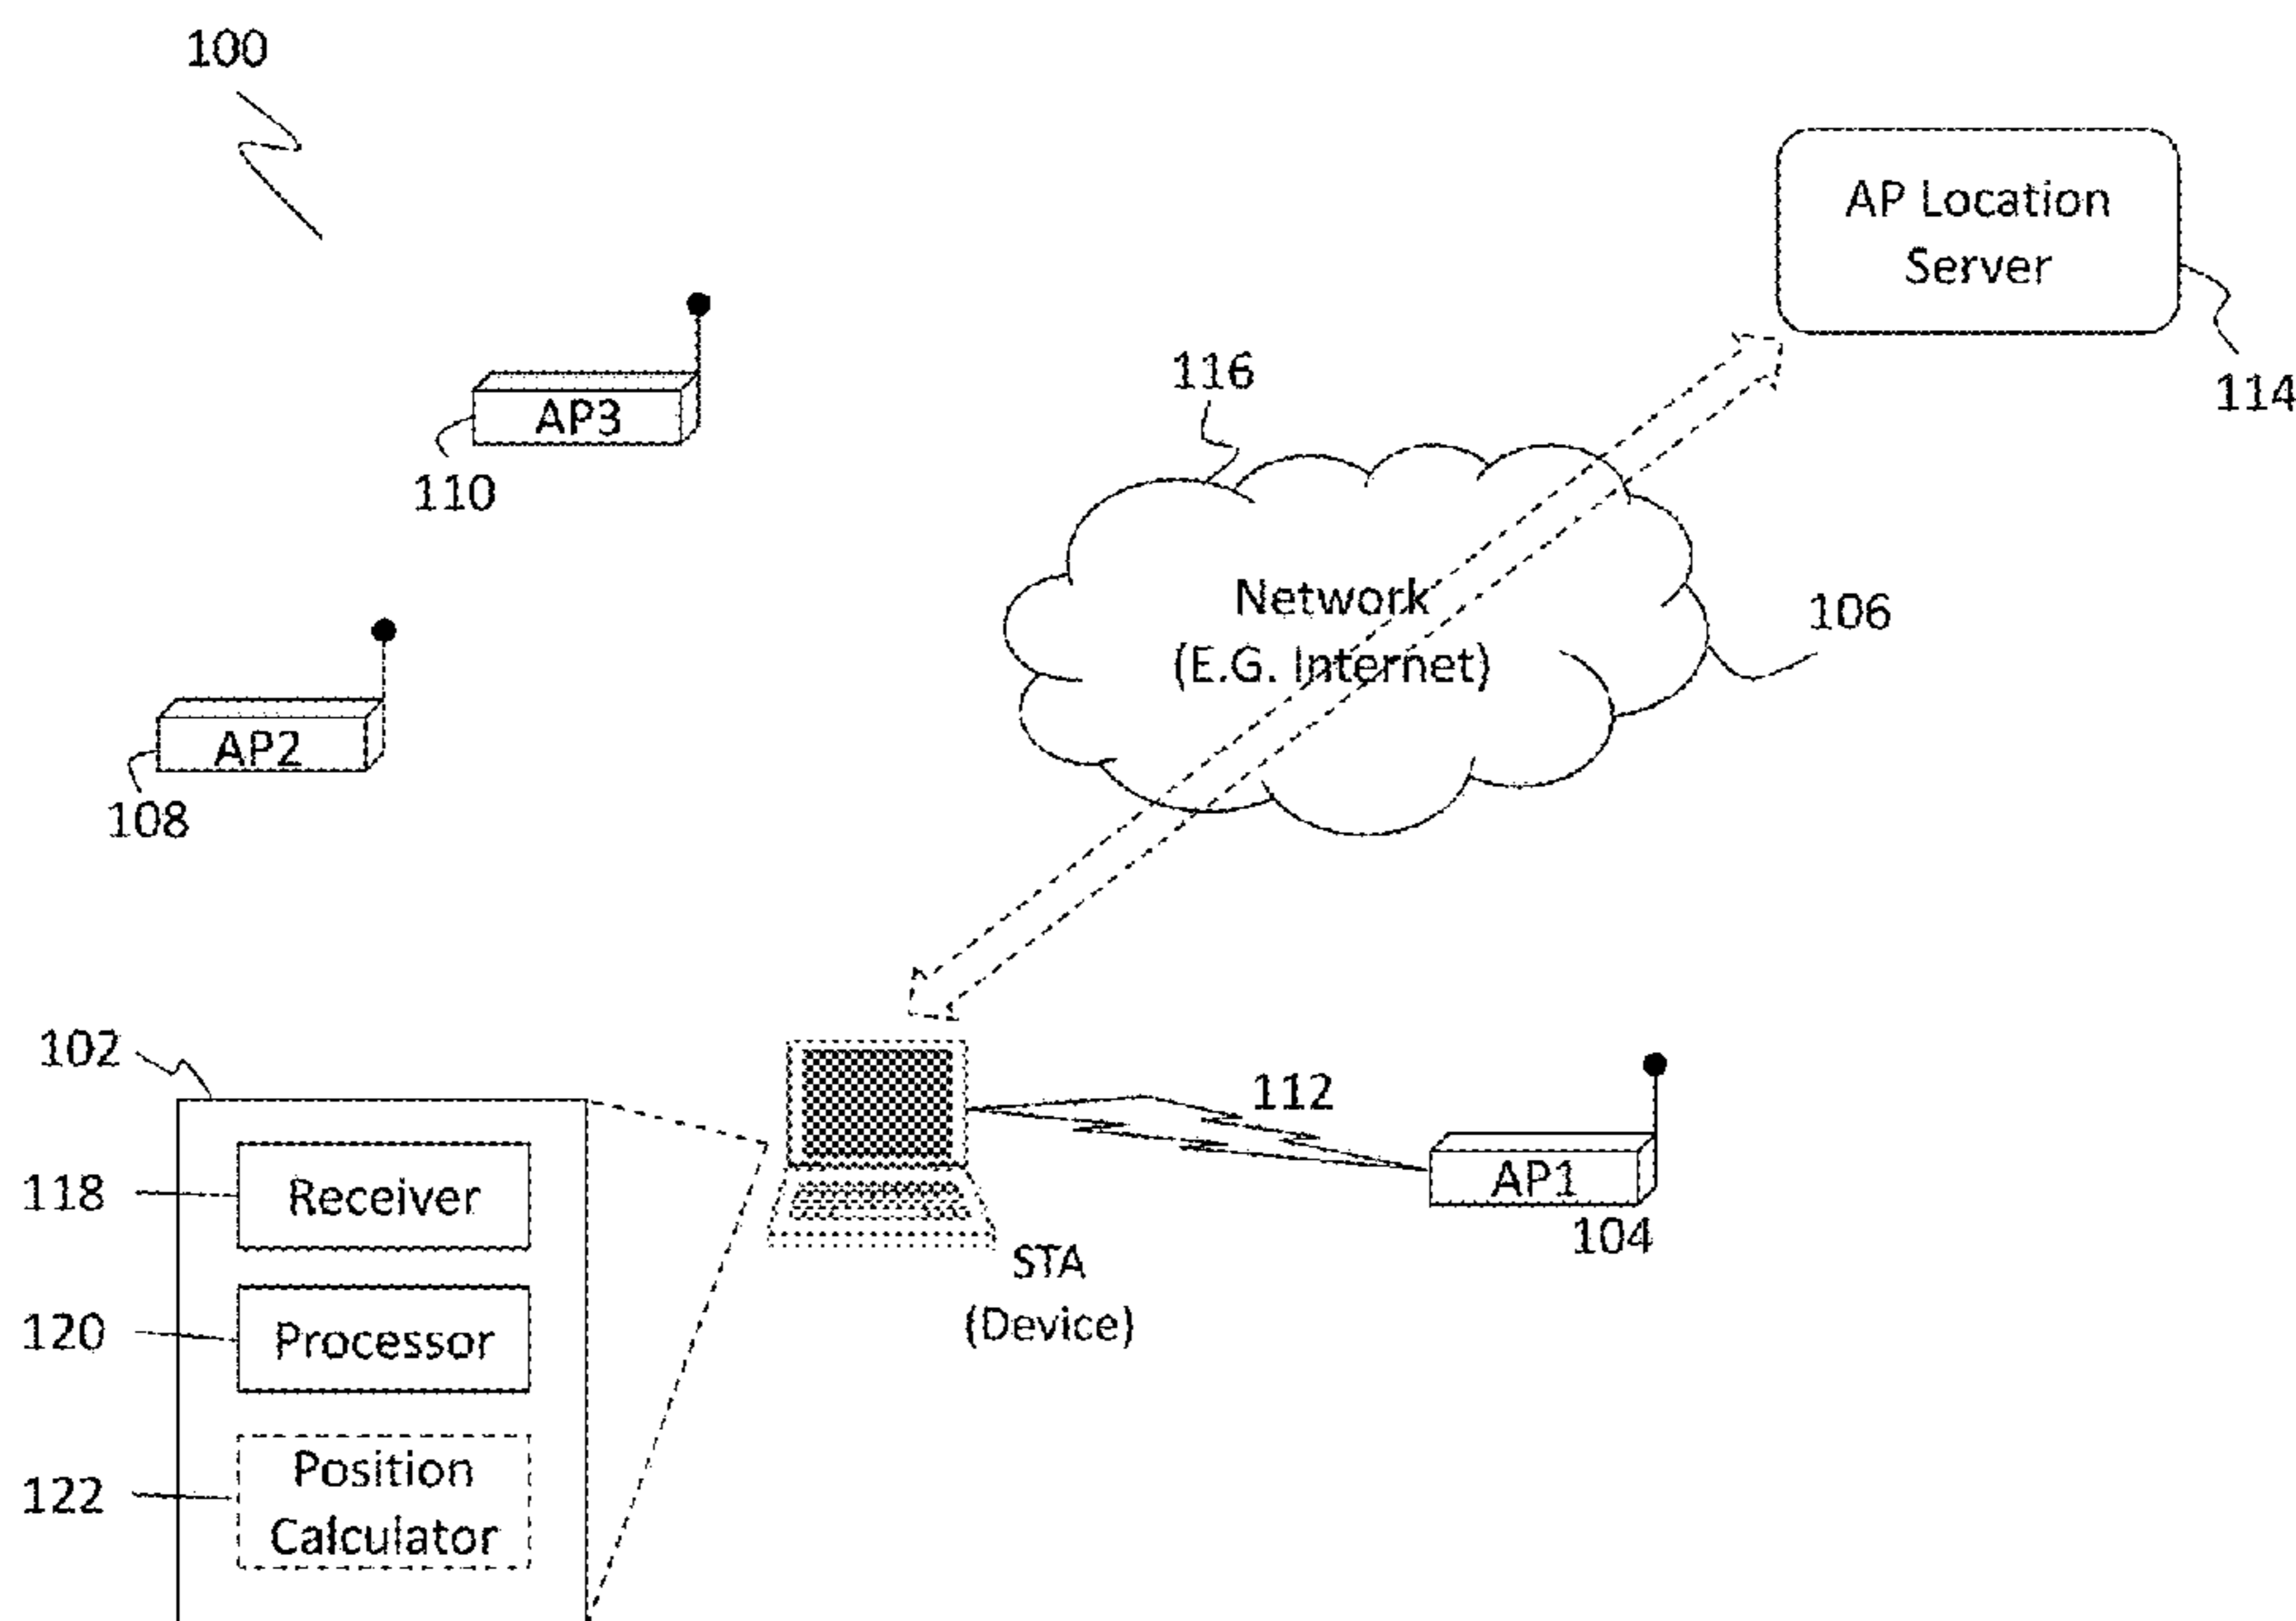 100
AP Location
Server
114
AP3
110
116
Network
(E.G. Internet)
106
AP2
108
102
118
Receiver
120
Processor
122
Position
Calculator
STA
(Device)
112
AP1
104